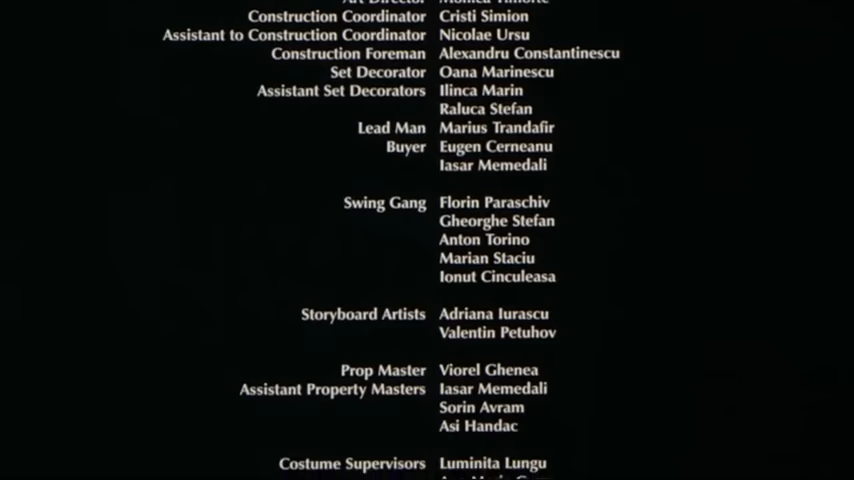 Construction Coordinator Cristi Simion
Assistant to Construction Coordinator Nicolae Ursu
Construction Foreman Alexandru Constantinescu
Set Decorator Oana Marinescu
Assistant Set Decorators Ilinca Marin
Raluca Stefan
Lead Man Marius Trandafir
Buyer Eugen Cerneanu
Iasar Memedali
Swing Gang Florin Paraschiv
Gheorghe Stefan
Anton Torino
Marian Staciu
Ionut Cinculeasa
Storyboard Artists Adriana Iurascu
Valentin Petuhov
Prop Master Viorel Ghenea
Assistant Property Masters Iasar Memedali
Sorin Avram
Asi Handac
Costume Supervisors Luminita Lungu